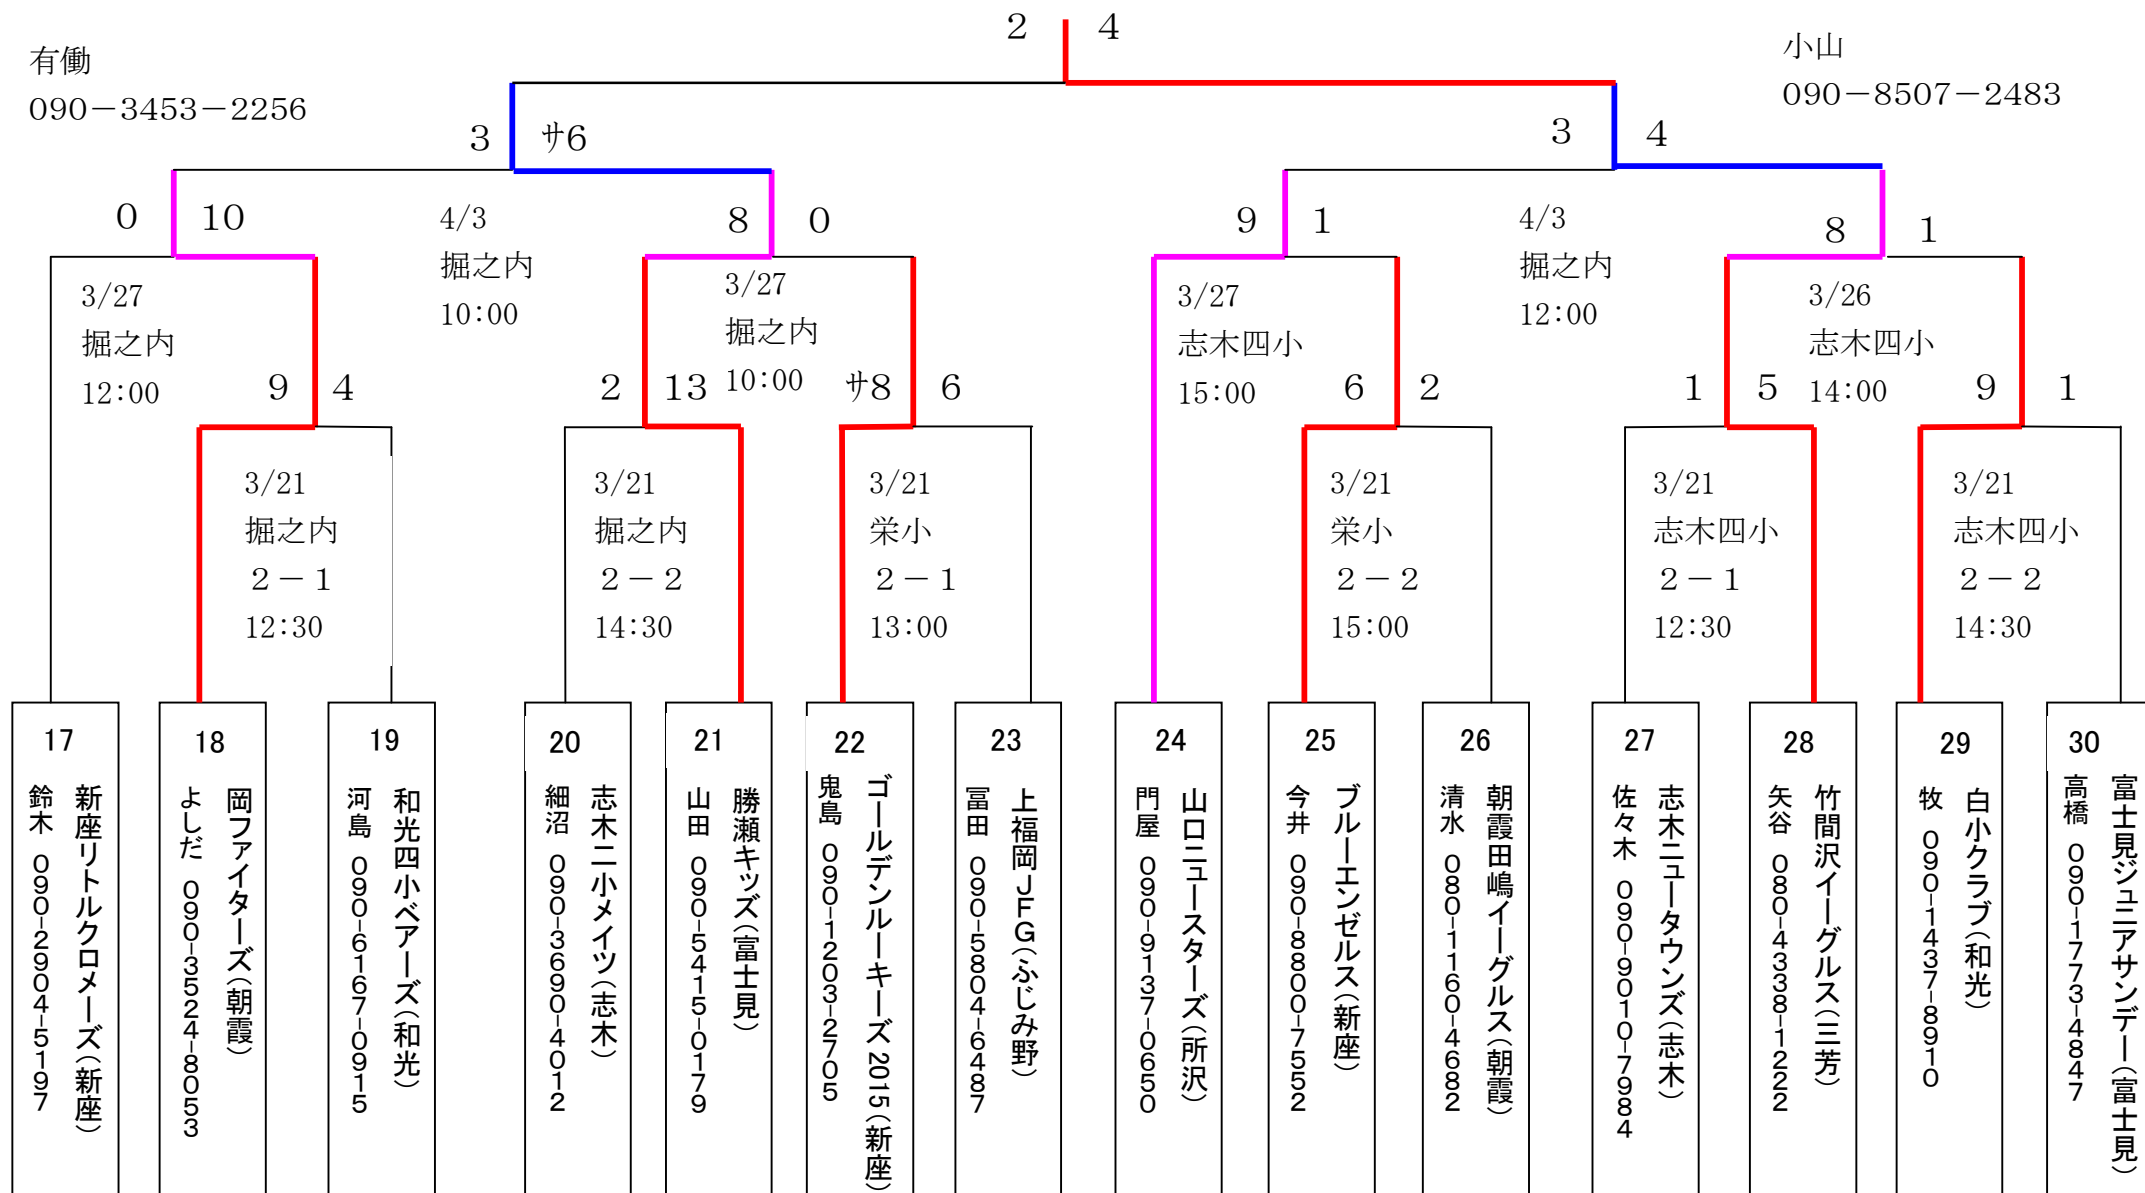 2 4
有働
090－3453－2256
小山
090－8507－2483
3 ｻ6
3 4
0 10
4/3
掘之内
10:00
8 0
9 1
4/3
掘之内
12:00
8 1
3/27
掘之内
12:00
3/27
掘之内
10:00
3/27
志木四小
15:00
3/26
志木四小
14:00
9 4
2 13
ｻ8 6
6 2
1 5
9 1
3/21
掘之内
２－１
12:30
3/21
掘之内
２－２
14:30
3/21
栄小
２－１
13:00
3/21
栄小
２－２
15:00
3/21
志木四小
２－１
12:30
3/21
志木四小
２－２
14:30
17
新座リトルクロメーズ（新座）
鈴木 090-2904-5197
18
岡ファイターズ（朝霞）
よしだ 090-3524-8053
19
和光四小ベアーズ（和光）
河島 090-6167-0915
20
志木二小メイツ（志木）
細沼 090-3690-4012
21
勝瀬キッズ（富士見）
山田 090-5415-0179
22
ゴールデンルーキーズ 2015（新座）
鬼島 090-1203-2705
23
上福岡ＪＦＧ（ふじみ野）
冨田 090-5804-6487
24
山口ニュースターズ（所沢）
門屋 090-9137-0650
25
ブルーエンゼルス（新座）
今井 090-8800-7552
26
朝霞田嶋イーグルス（朝霞）
清水 080-1160-4682
27
志木ニュータウンズ（志木）
佐々木 090-9010-7984
28
竹間沢イーグルス（三芳）
矢谷 080-4338-1222
29
白小クラブ（和光）
牧 090-1437-8910
30
富士見ジュニアサンデー（富士見）
高橋 090-1773-4847